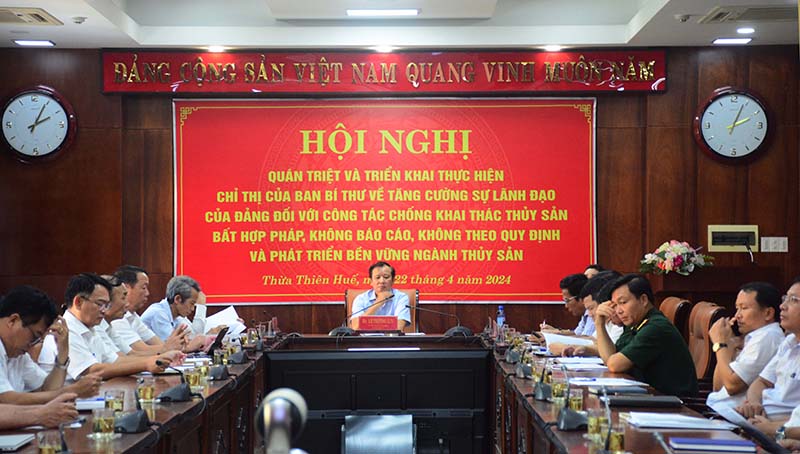 ĐẢNG CỘNG SẢN VIỆT NAM QUANG VINH MUÔN NĂM
HỘI NGHỊ
QUÁN TRIỆT VÀ TRIỂN KHAI THỰC HIỆN
CHỈ THỊ CỦA BAN BÍ THƯ VỀ TĂNG CƯỜNG SỰ LÃNH ĐẠO
CỦA ĐẢNG ĐỐI VỚI CÔNG TÁC CHỐNG KHAI THÁC THỦY SẢN
BẤT HỢP PHÁP, KHÔNG BÁO CÁO, KHÔNG THEO QUY ĐỊNH
VÀ PHÁT TRIỂN BỀN VỮNG NGÀNH THỦY SẢN
Thừa Thiên Huế, 22 tháng 4 năm 2024